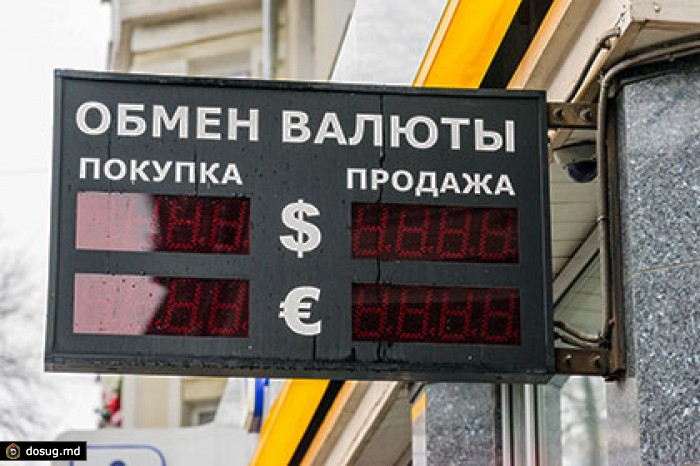 ОБМЕН ВАЛЮТЫ
ПОКУПКА ПРОДАЖА
$
€
dosug.md